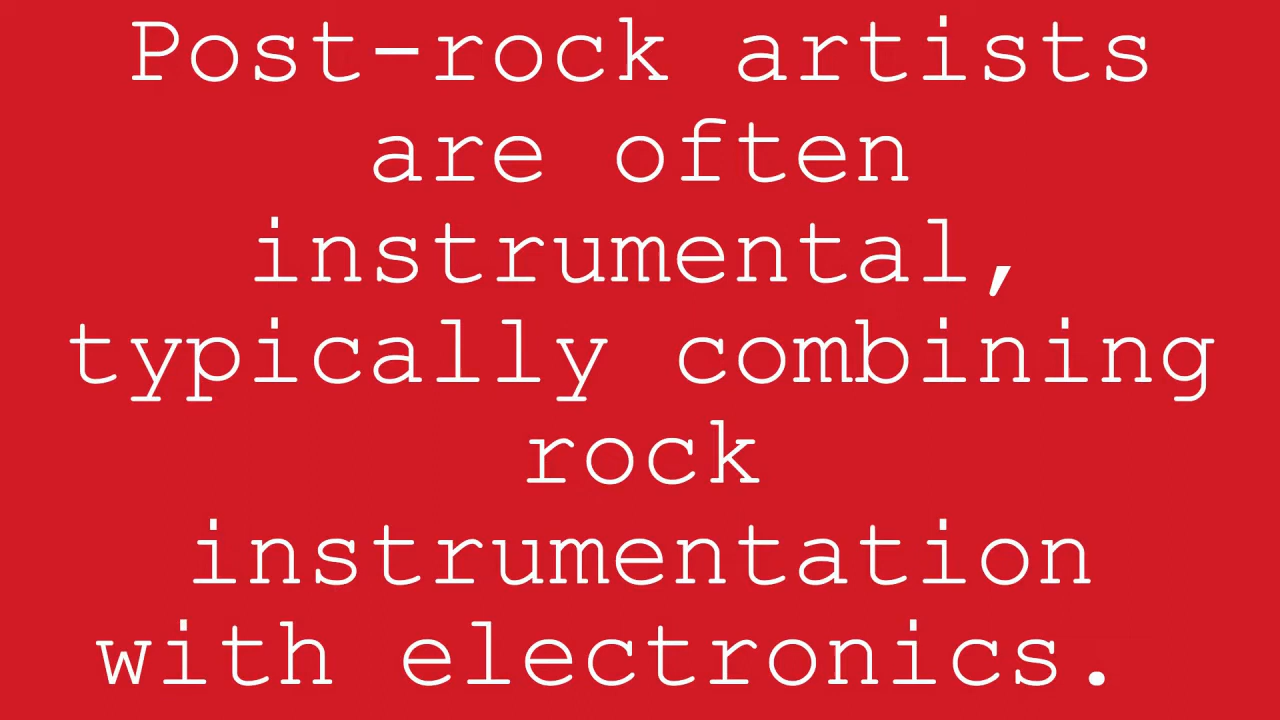 Post-rock artists
are often
instrumental,
typically combining
rock
instrumentation
with electronics.